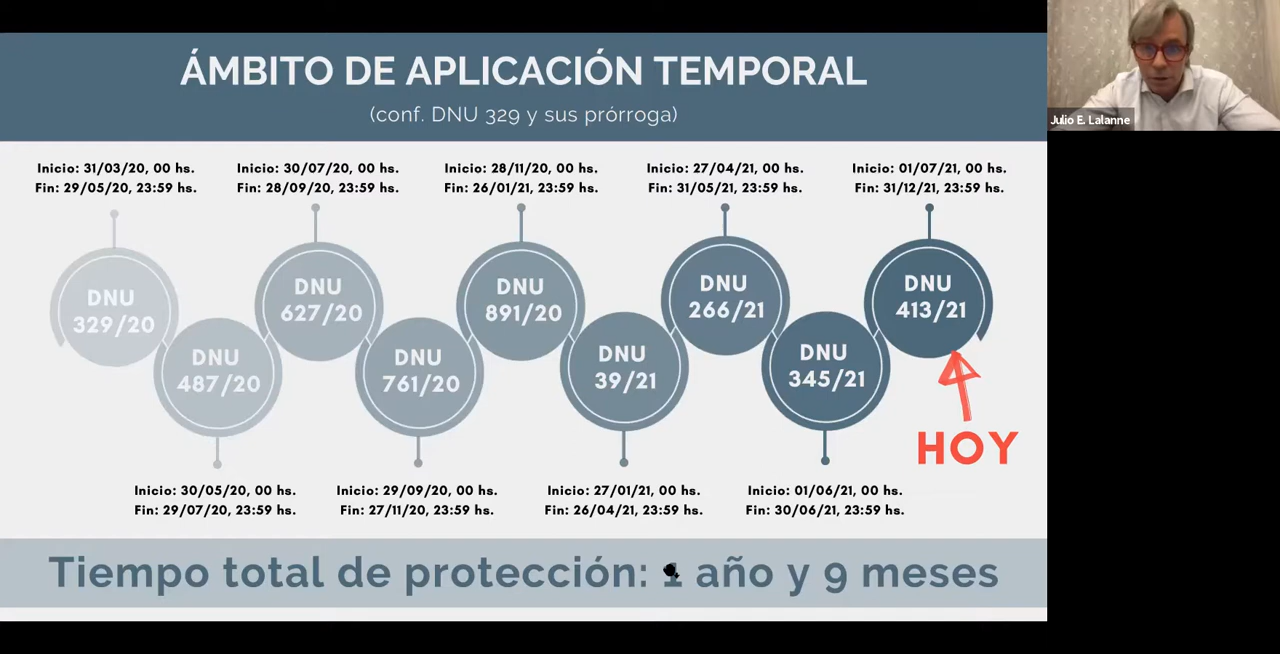 ÁMBITO DE APLICACIÓN TEMPORAL
(conf. DNU 329 y sus prórroga)
Julio E. Lalanne
Inicio: 31/03/20, 00 hs.
Fin: 29/05/20, 23:59 hs.
Inicio: 30/07/20, 00 hs.
Fin: 28/09/20, 23:59 hs.
Inicio: 28/11/20, 00 hs.
Fin: 26/01/21, 23:59 hs.
Inicio: 27/04/21, 00 hs.
Fin: 31/05/21, 23:59 hs.
Inicio: 01/07/21, 00 hs.
Fin: 31/12/21, 23:59 hs.
DNU
329/20
DNU
487/20
DNU
627/20
DNU
761/20
DNU
891/20
DNU
39/21
DNU
266/21
DNU
345/21
DNU
413/21
HOY
Inicio: 30/05/20, 00 hs.
Fin: 29/07/20, 23:59 hs.
Inicio: 29/09/20, 00 hs.
Fin: 27/11/20, 23:59 hs.
Inicio: 27/01/21, 00 hs.
Fin: 26/04/21, 23:59 hs.
Inicio: 01/06/21, 00 hs.
Fin: 30/06/21, 23:59 hs.
Tiempo total de protección: 1 año y 9 meses